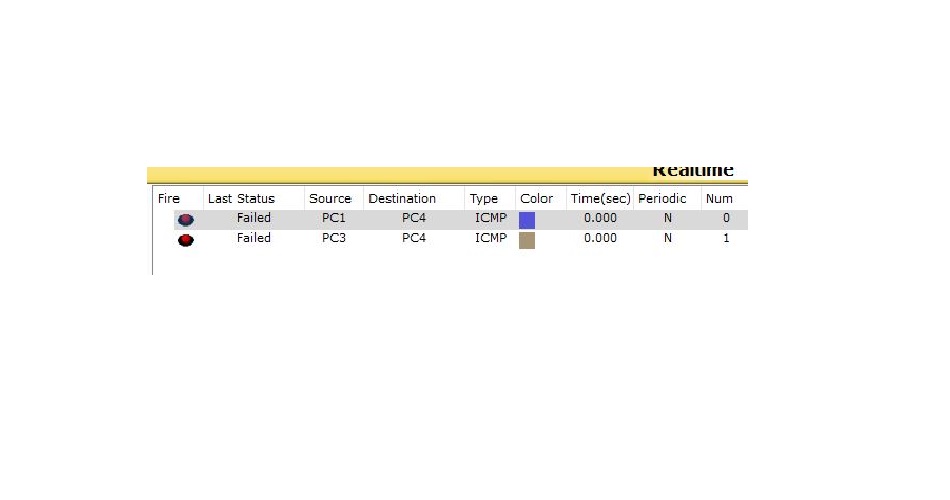 Realtime
Fire Last Status Source Destination Type Color Time(sec) Periodic Num
Failed PC1 PC4 ICMP 0.000 N 0
Failed PC3 PC4 ICMP 0.000 N 1